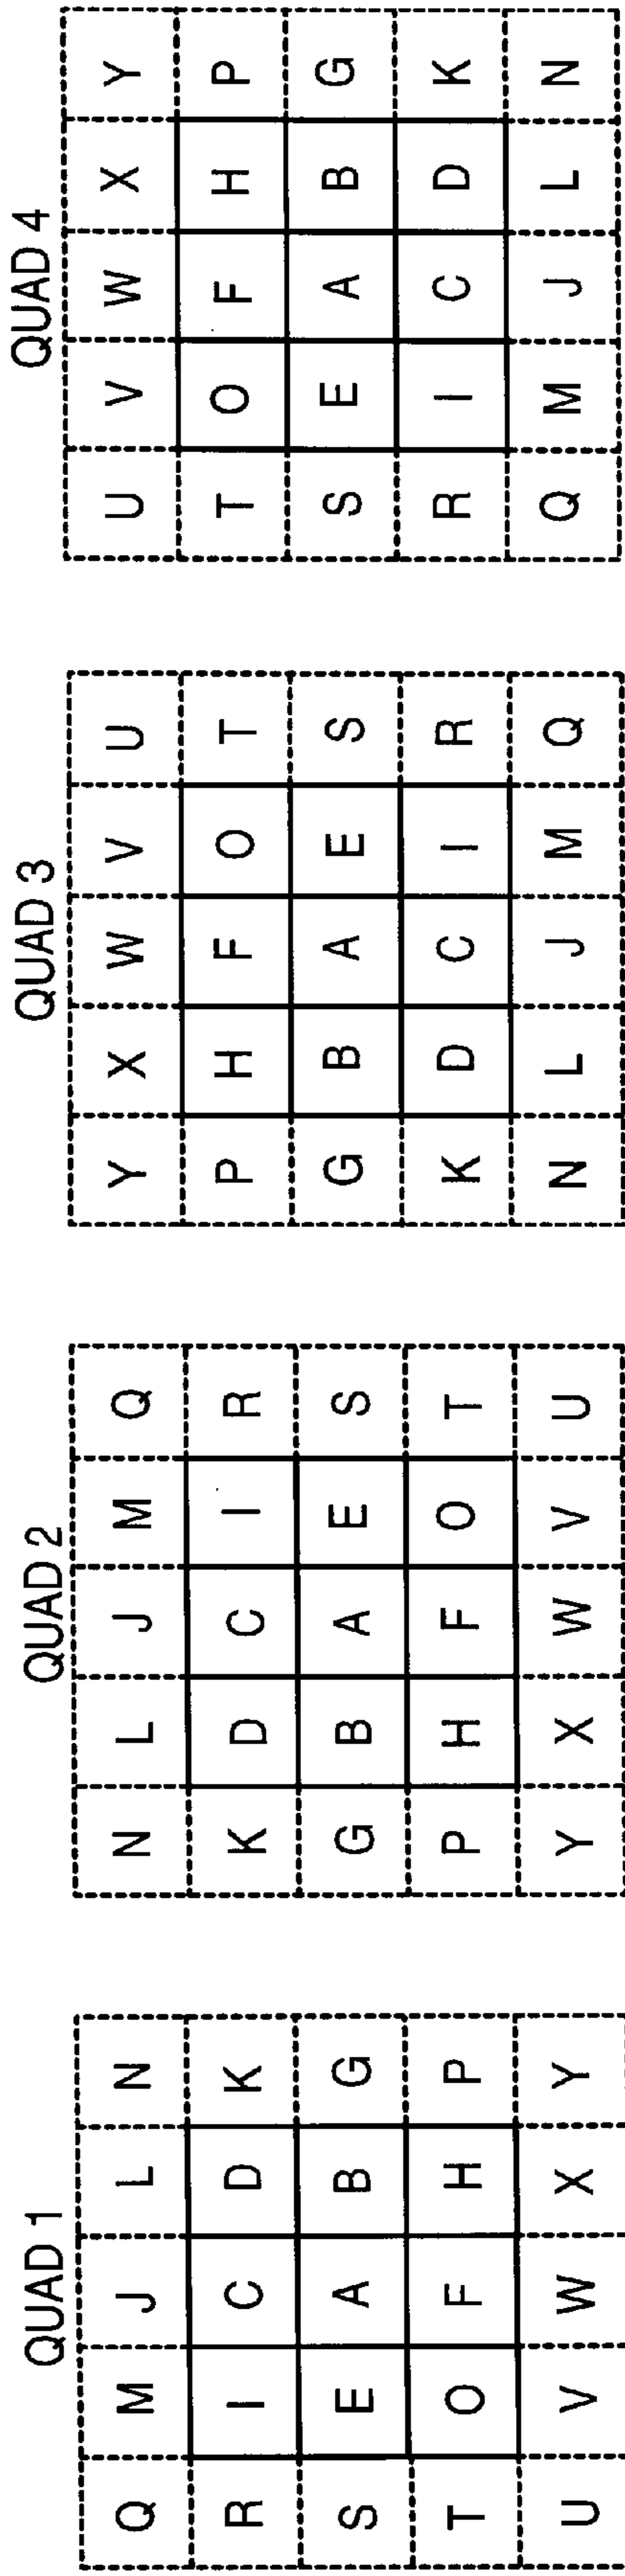 QUAD 1
Q M J L N
R I C D K
S E A B G
T O F H P
U V W X Y
QUAD 2
N L J M Q
K D C I R
G B A E S
P H F O T
Y X W V U
QUAD 3
Y X W V U
P H F O T
G B A E S
K D C I R
N L J M Q
QUAD 4
U V W X Y
T O F H P
S E A B G
R I C D K
Q M J L N